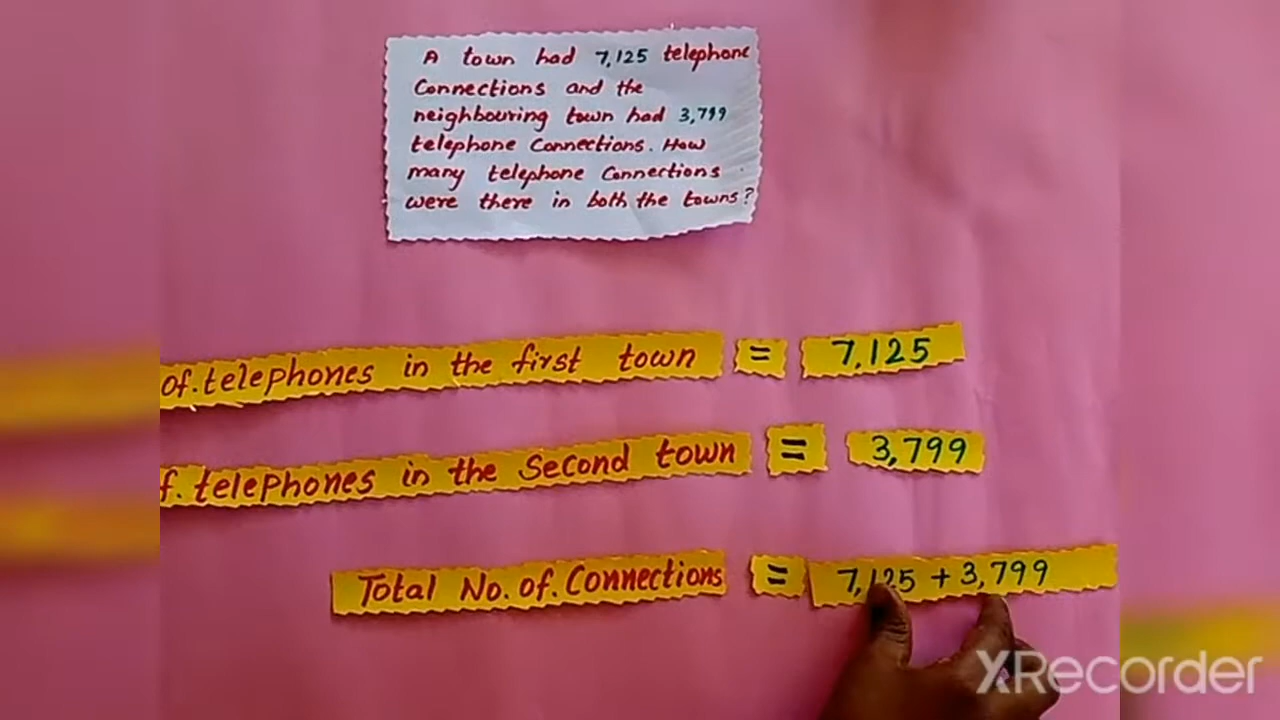 A town had 7,125 telephone
Connections and the
neighbouring town had 3,799
telephone Connections. How
many telephone Connections
were there in both the towns?
of.telephones in the first town = 7,125
f. telephones in the Second town = 3,799
Total No. of. Connections = 7,125 + 3,799
XRecorder